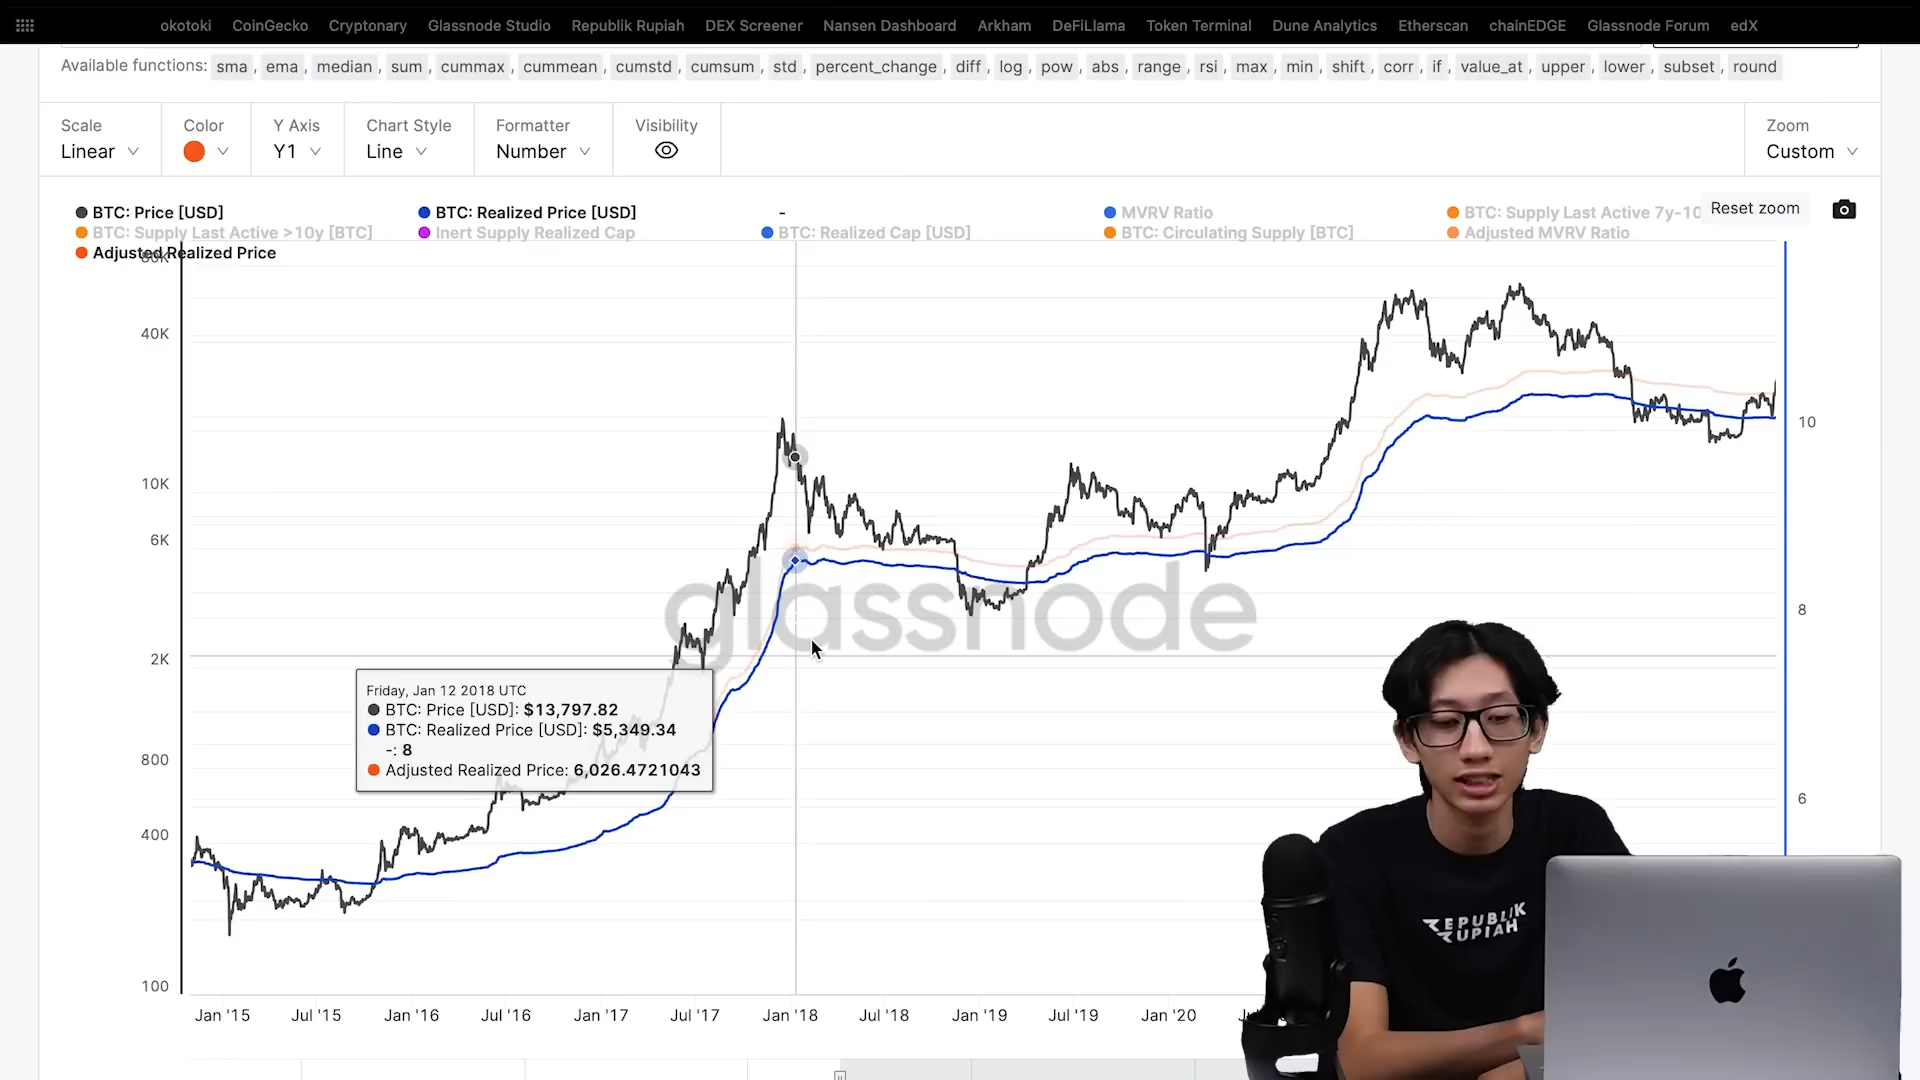 okotoki CoinGecko Cryptonary Glassnode Studio Republik Rupiah DEX Screener Nansen Dashboard Arkham DeFiLlama Token Terminal Dune Analytics Etherscan chainEDGE Glassnode Forum edX
Available functions: sma , ema , median , sum , cummax , cummean , cumstd , cumsum , std , percent_change , diff , log , pow , abs , range , rsi , max , min , shift , corr , if , value_at , upper , lower , subset , round
Scale Color Y Axis Chart Style Formatter Visibility Zoom
Linear Y1 Line Number Custom
BTC: Price [USD] BTC: Realized Price [USD] - MVRV Ratio BTC: Supply Last Active 7y-10 Reset zoom
BTC: Supply Last Active >10y [BTC] Inert Supply Realized Cap BTC: Realized Cap [USD] BTC: Circulating Supply [BTC] Adjusted MVRV Ratio
Adjusted Realized Price
80K
40K
10
10K
6K
glassnode
8
2K
Friday, Jan 12 2018 UTC
BTC: Price [USD]: $13,797.82
BTC: Realized Price [USD]: $5,349.34
-: 8
Adjusted Realized Price: 6,026.4721043
800
6
400
REPUBLIK
RUPIAH
100
Jan '15 Jul '15 Jan '16 Jul '16 Jan '17 Jul '17 Jan '18 Jul '18 Jan '19 Jul '19 Jan '20